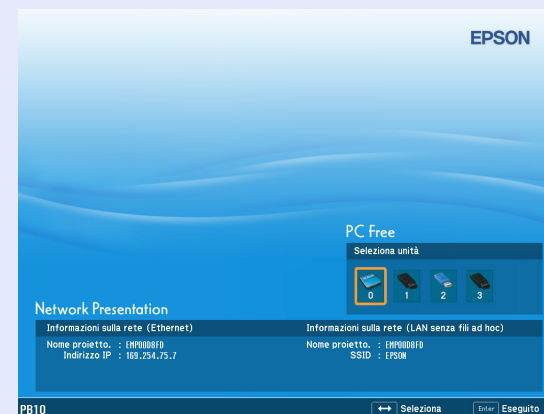 EPSON
PC Free
Seleziona unità
0 1 2 3
Network Presentation
Informazioni sulla rete (Ethernet)
Nome proietto. : EMP00D8FD
Indirizzo IP : 169.254.75.7
Informazioni sulla rete (LAN senza fili ad hoc)
Nome proietto. : EMP00D8FD
SSID : EPSON
PB10
Seleziona
Enter Eseguito